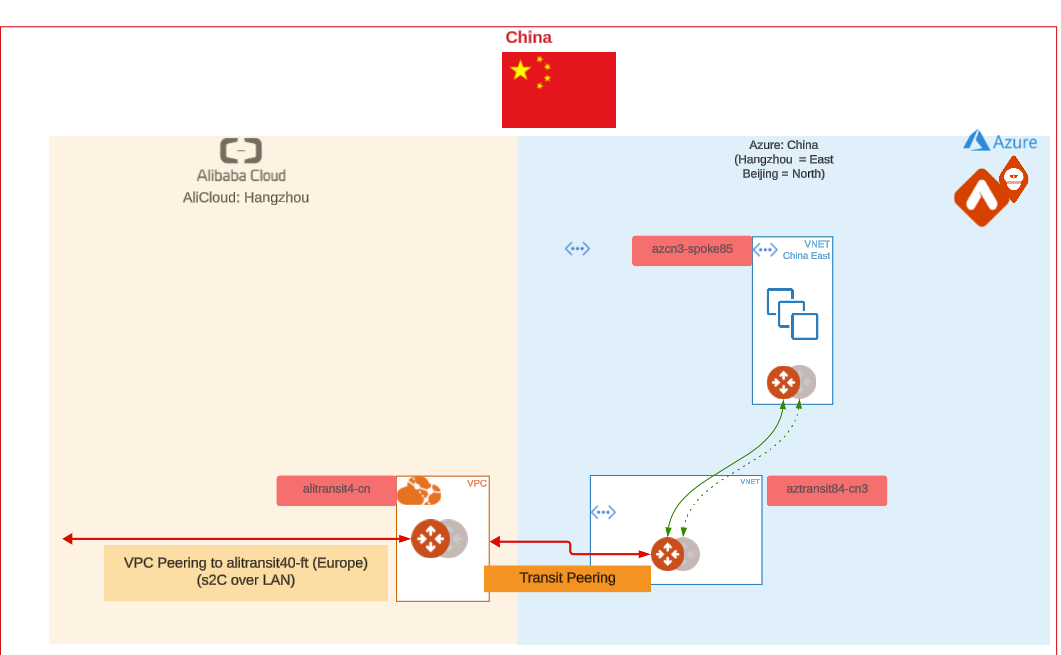 China
Alibaba Cloud
AliCloud: Hangzhou
Azure: China
(Hangzhou  = East
Beijing = North)
Azure
azcn3-spoke85
VNET
China East
alitransit4-cn
VPC
VNET
aztransit84-cn3
VPC Peering to alitransit40-ft (Europe)
(s2C over LAN)
Transit Peering